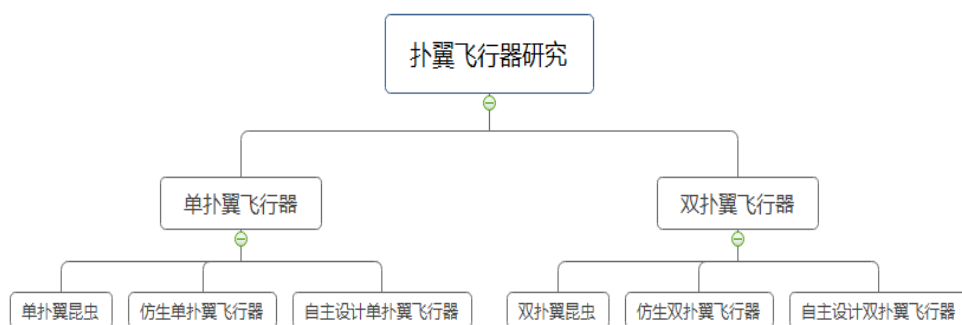 扑翼飞行器研究
单扑翼飞行器
双扑翼飞行器
单扑翼昆虫
仿生单扑翼飞行器
自主设计单扑翼飞行器
双扑翼昆虫
仿生双扑翼飞行器
自主设计双扑翼飞行器